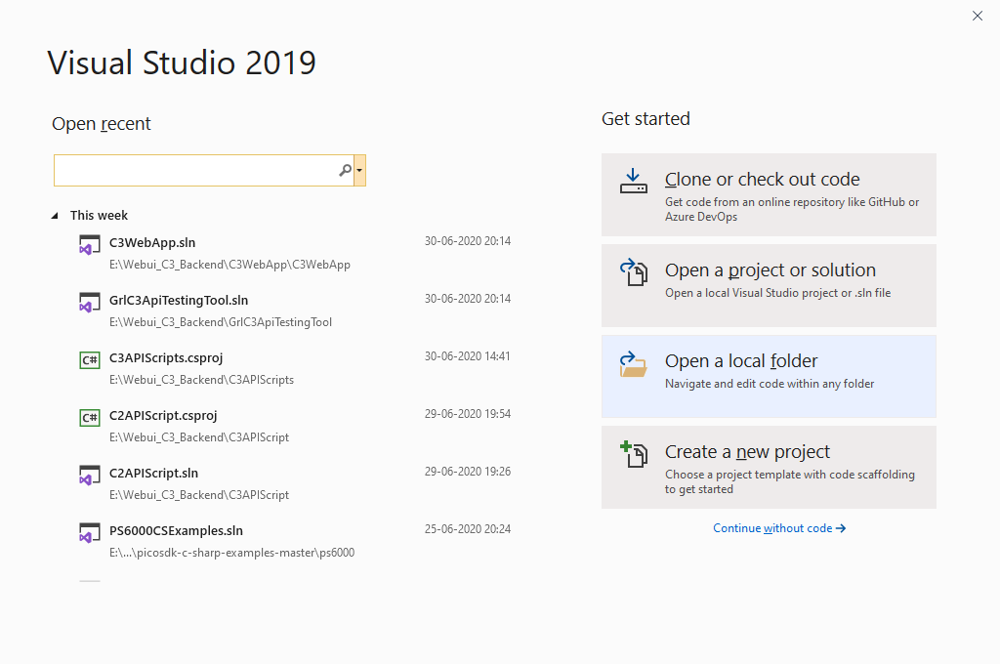 Visual Studio 2019
Open recent
This week
C3WebApp.sln 30-06-2020 20:14
E:\Webui_C3_Backend\C3WebApp\C3WebApp
GrlC3ApiTestingTool.sln 30-06-2020 20:14
E:\Webui_C3_Backend\GrlC3ApiTestingTool
C# C3APIScripts.csproj 30-06-2020 14:41
E:\Webui_C3_Backend\C3APIScripts
C# C2APIScript.csproj 29-06-2020 19:54
E:\Webui_C3_Backend\C3APIScript
C2APIScript.sln 29-06-2020 19:26
E:\Webui_C3_Backend\C3APIScript
PS6000CSExamples.sln 25-06-2020 20:24
E:\...\picosdk-c-sharp-examples-master\ps6000
Get started
Clone or check out code
Get code from an online repository like GitHub or
Azure DevOps
Open a project or solution
Open a local Visual Studio project or .sln file
Open a local folder
Navigate and edit code within any folder
Create a new project
Choose a project template with code scaffolding
to get started
Continue without code →